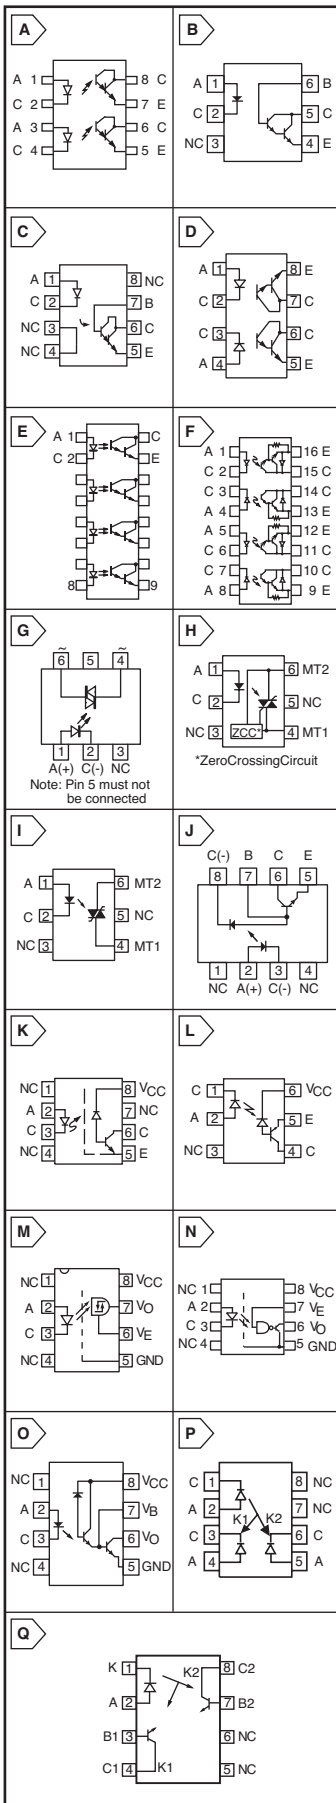 A
A 1 8 C
C 2 7 E
A 3 6 C
C 4 5 E
B
A 1 6 B
C 2 5 C
NC 3 4 E
C
A 1 8 NC
C 2 7 B
NC 3 6 C
NC 4 5 E
D
A 1 8 E
C 2 7 C
C 3 6 C
A 4 5 E
E
A 1 C
C 2 E
8 9
F
A 1 16 E
C 2 15 C
C 3 14 C
A 4 13 E
A 5 12 E
C 6 11 C
C 7 10 C
A 8 9 E
G
~ ~
6 5 4
1 2 3
A(+) C(-) NC
Note: Pin 5 must not
be connected
H
A 1 6 MT2
C 2 5 NC
NC 3 ZCC* 4 MT1
*ZeroCrossingCircuit
I
A 1 6 MT2
C 2 5 NC
NC 3 4 MT1
J
C(-) B C E
8 7 6 5
1 2 3 4
NC A(+) C(-) NC
K
NC 1 8 VCC
A 2 7 NC
C 3 6 C
NC 4 5 E
L
C 1 6 VCC
A 2 5 E
NC 3 4 C
M
NC 1 8 VCC
A 2 7 VO
C 3 6 VE
NC 4 5 GND
N
NC 1 8 VCC
A 2 7 VE
C 3 6 VO
NC 4 5 GND
O
NC 1 8 VCC
A 2 7 VB
C 3 6 VO
NC 4 5 GND
P
C 1 8 NC
A 2 7 NC
C 3 K1 K2 6 C
A 4 5 A
Q
K 1 K2 8 C2
A 2 7 B2
B1 3 6 NC
C1 4 K1 5 NC